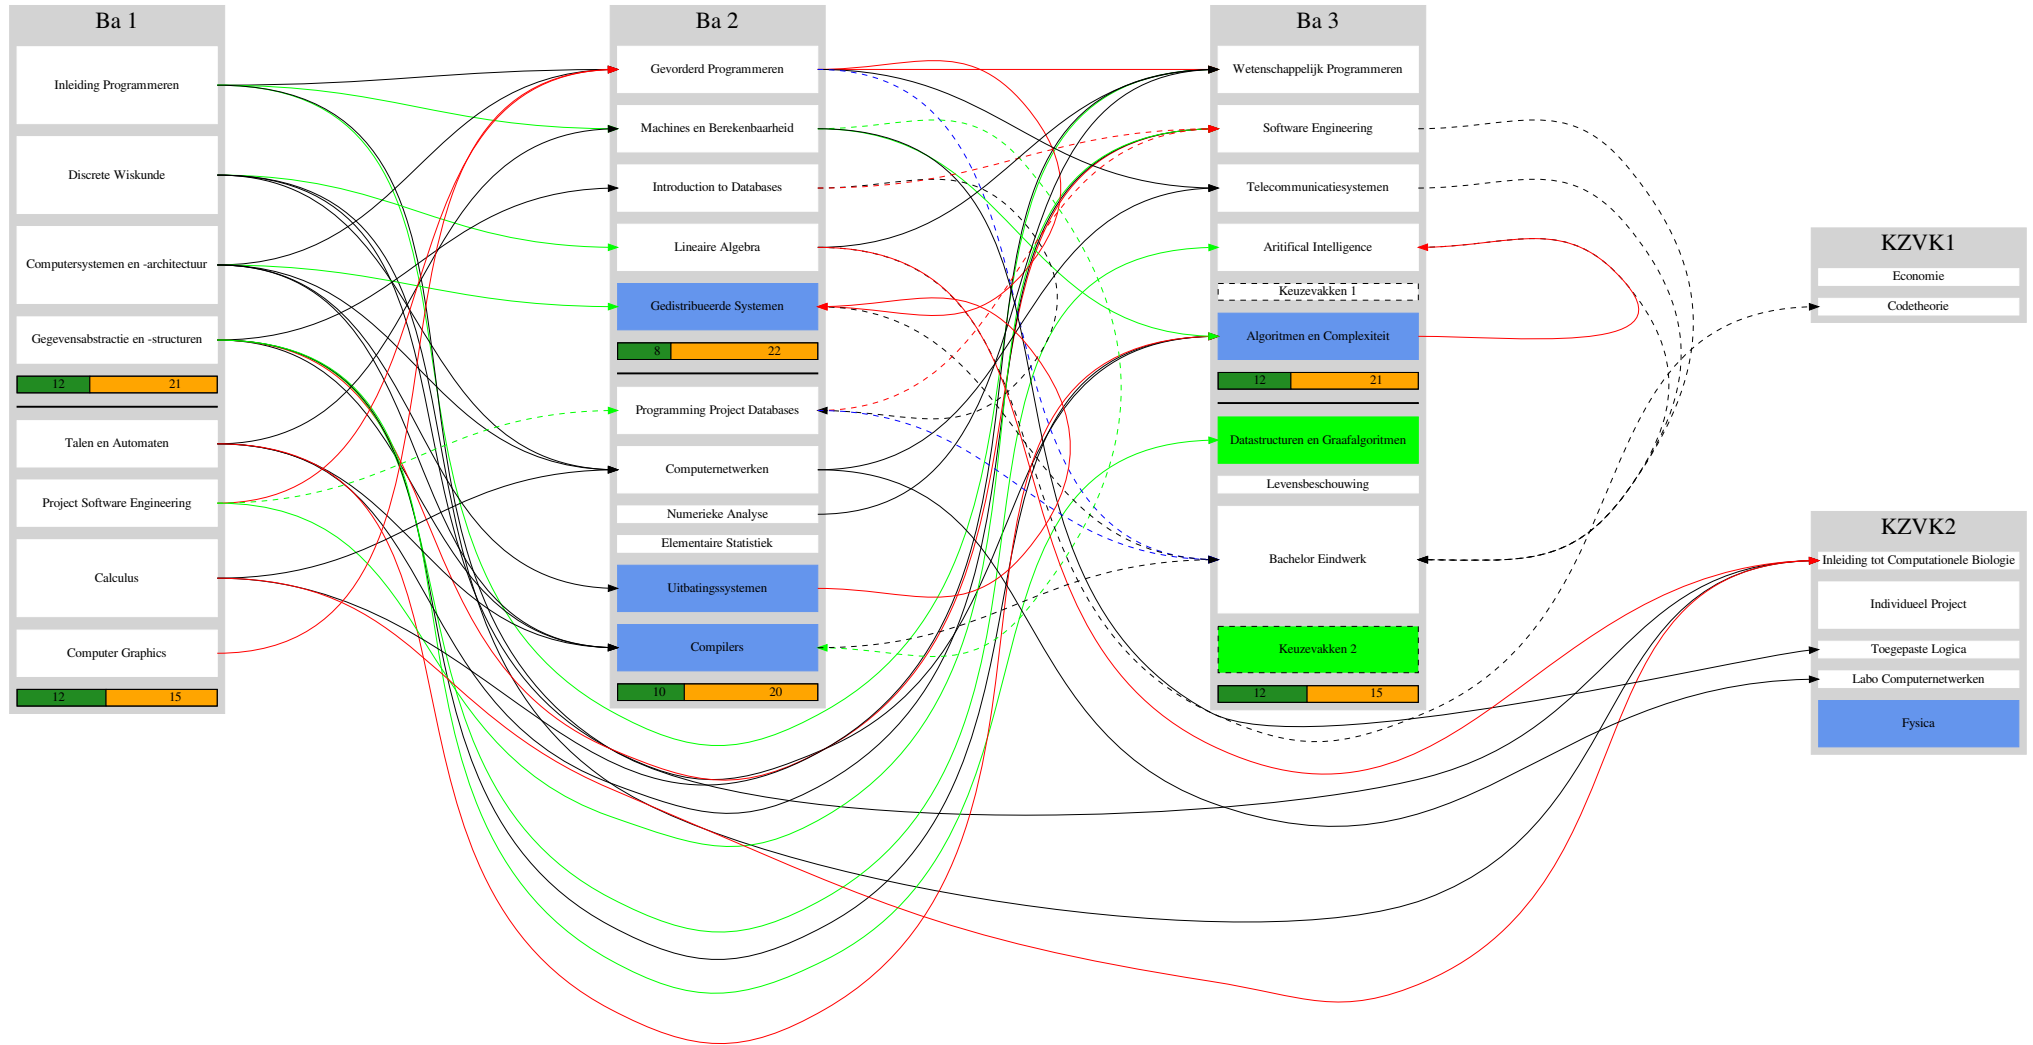 Ba 1
Inleiding Programmeren
Discrete Wiskunde
Computersystemen en -architectuur
Gegevensabstractie en -structuren
12 21
Talen en Automaten
Project Software Engineering
Calculus
Computer Graphics
12 15
Ba 2
Gevorderd Programmeren
Machines en Berekenbaarheid
Introduction to Databases
Lineaire Algebra
Gedistribueerde Systemen
8 22
Programming Project Databases
Computernetwerken
Numerieke Analyse
Elementaire Statistiek
Uitbatingssystemen
Compilers
10 20
Ba 3
Wetenschappelijk Programmeren
Software Engineering
Telecommunicatiesystemen
Aritifical Intelligence
Keuzevakken 1
Algoritmen en Complexiteit
12 21
Datastructuren en Graafalgoritmen
Levensbeschouwing
Bachelor Eindwerk
Keuzevakken 2
12 15
KZVK1
Economie
Codetheorie
KZVK2
Inleiding tot Computationele Biologie
Individueel Project
Toegepaste Logica
Labo Computernetwerken
Fysica